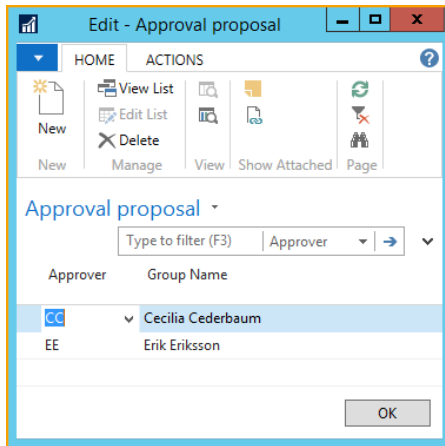 Edit - Approval proposal
HOME ACTIONS
New
View List
Edit List
Delete
New Manage View Show Attached Page
Approval proposal
Type to filter (F3) Approver
Approver Group Name
CC Cecilia Cederbaum
EE Erik Eriksson
OK